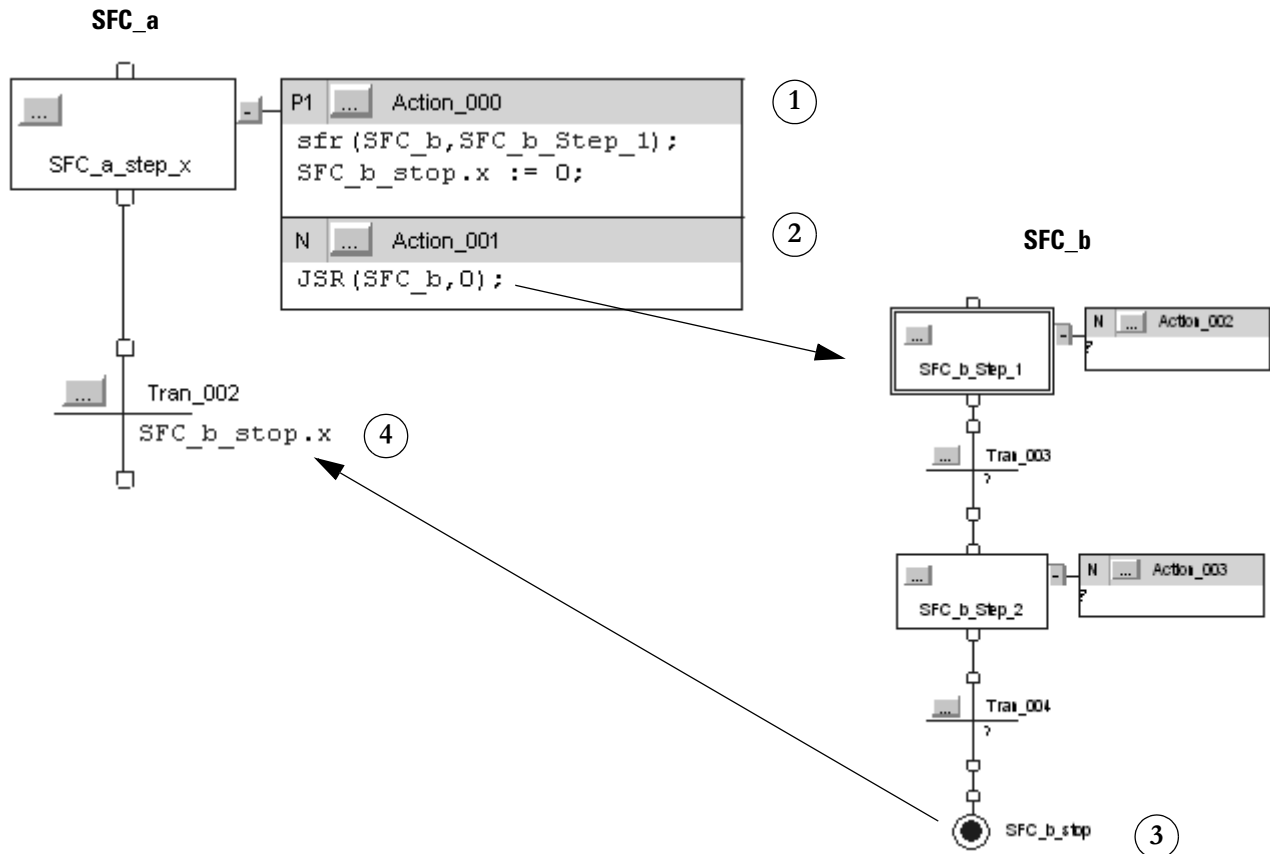 SFC_a
...
SFC_a_step_x
-
P1 ... Action_000
sfr(SFC_b,SFC_b_Step_1);
SFC_b_stop.x := 0;
1
N ... Action_001
JSR(SFC_b,0);
2
... Tran_002
SFC_b_stop.x
4
SFC_b
...
SFC_b_Step_1
-
N ... Action_002
?
... Tran_003
?
...
SFC_b_Step_2
-
N ... Action_003
?
... Tran_004
?
SFC_b_stop
3